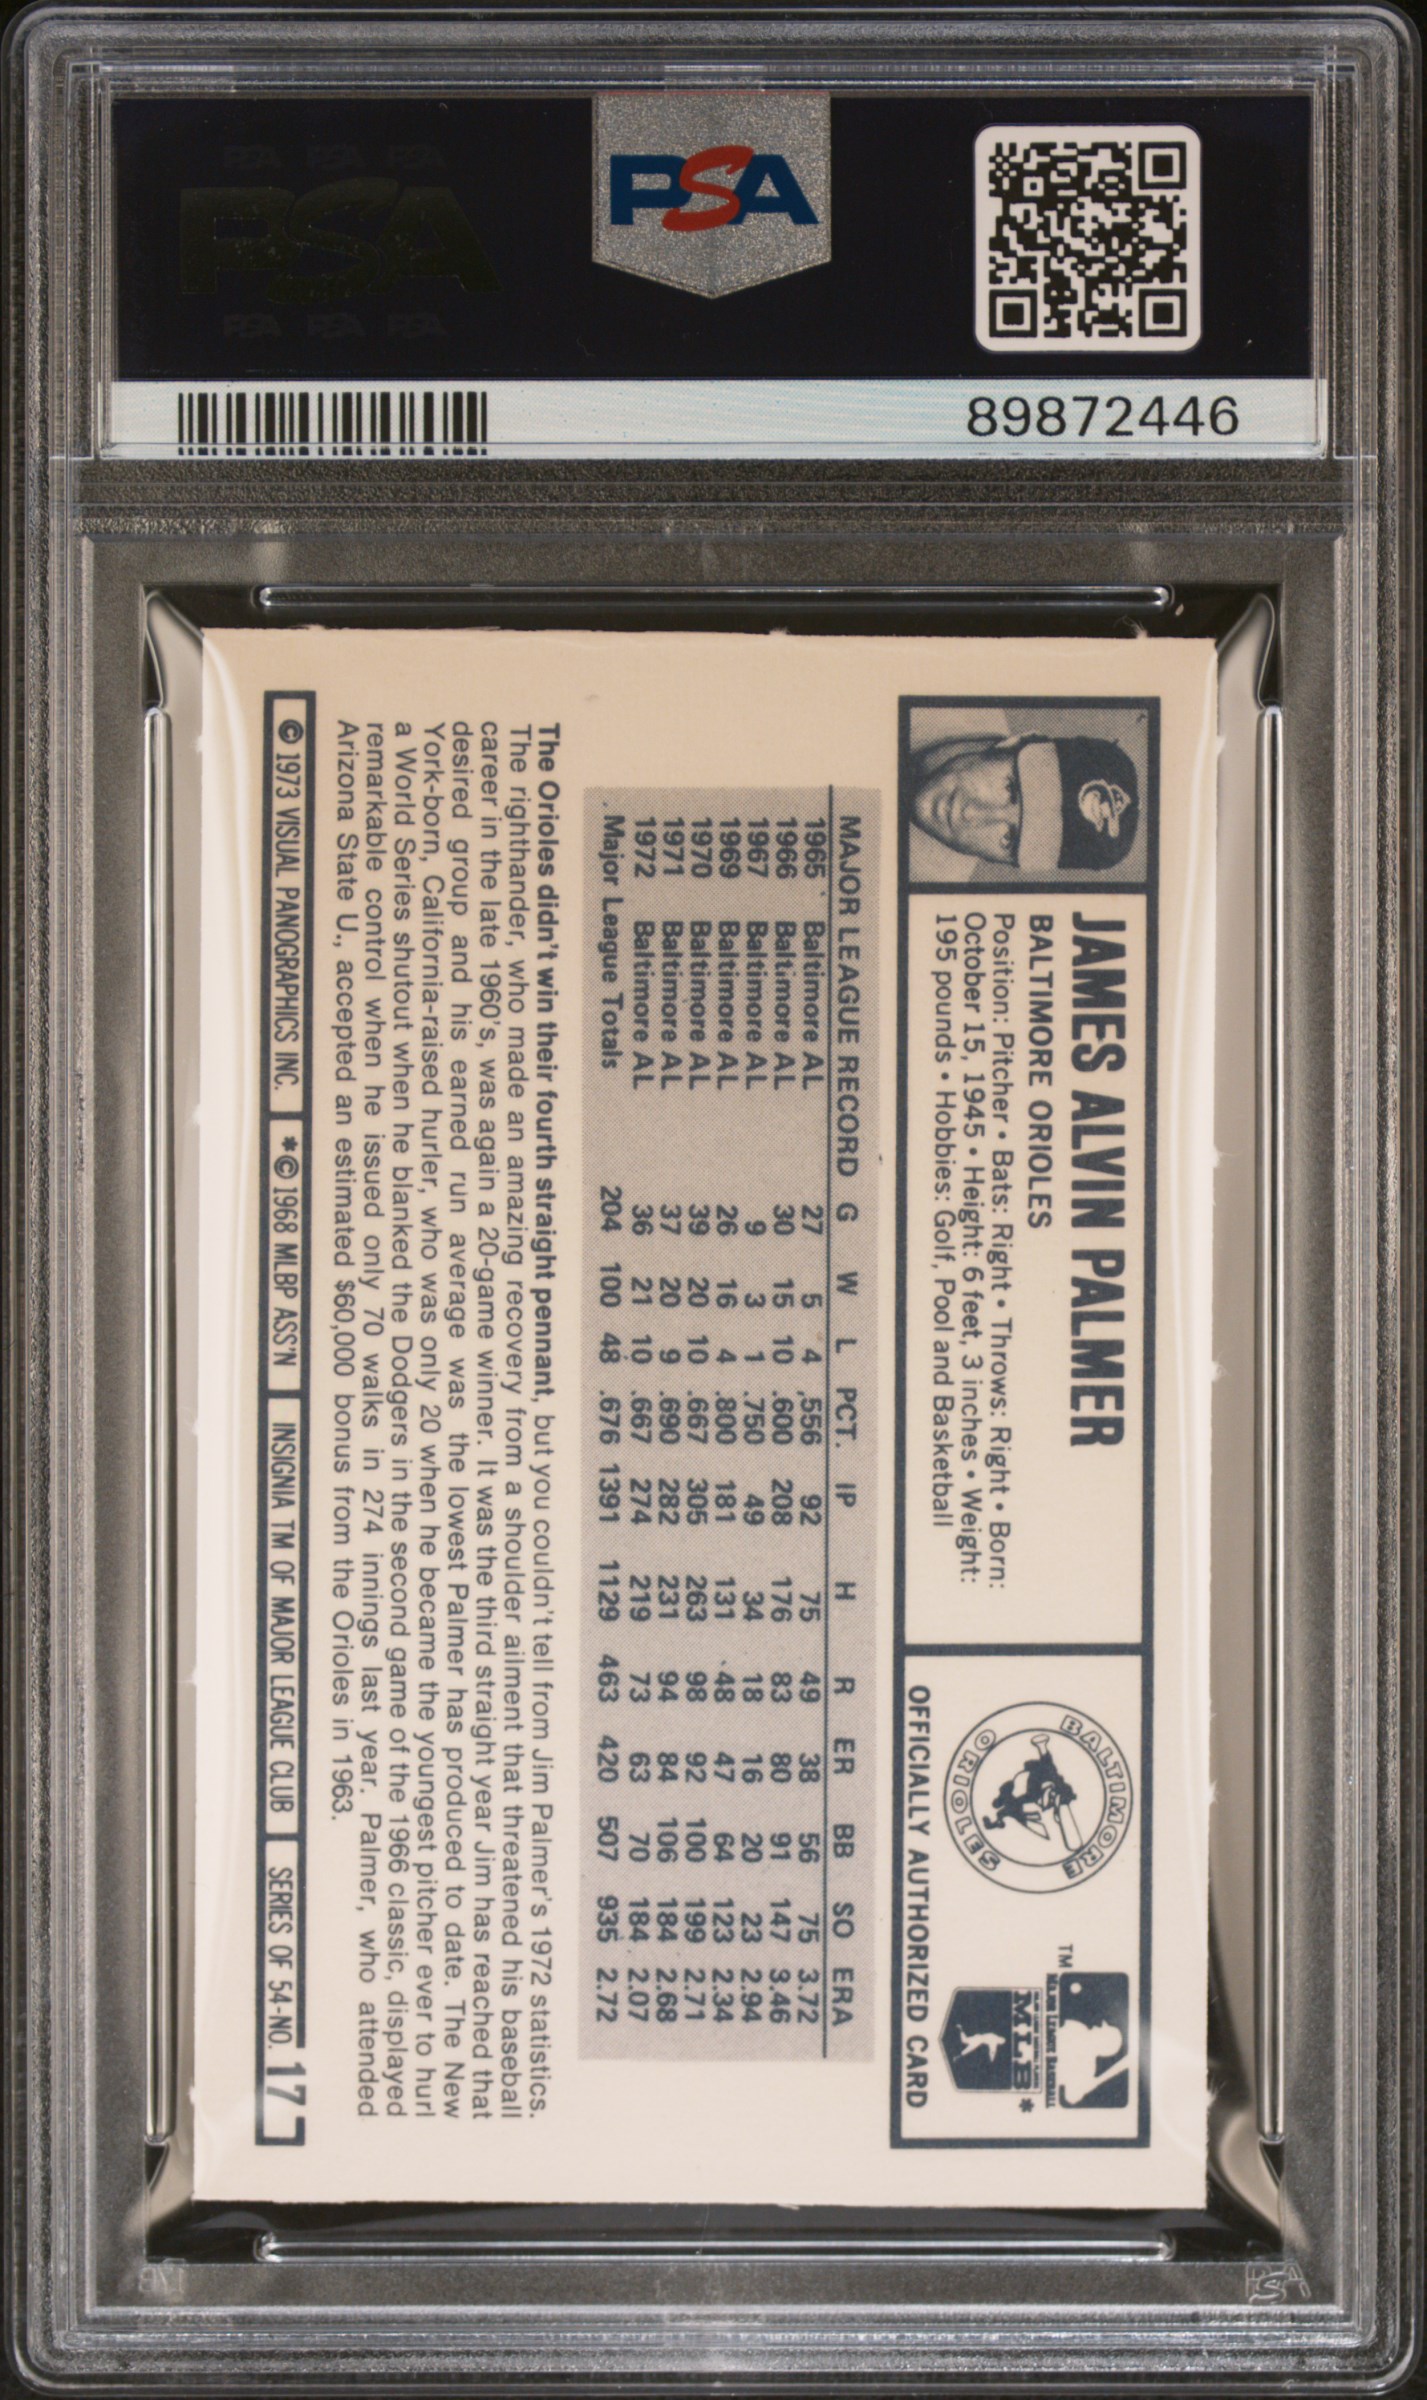 PSA PSA PSA
PSA
PSA PSA PSA
PSA
89872446
JAMES ALVIN PALMER
BALTIMORE ORIOLES
Position: Pitcher • Bats: Right • Throws: Right • Born:
October 15, 1945 • Height: 6 feet, 3 inches • Weight:
195 pounds • Hobbies: Golf, Pool and Basketball
BALTIMORE
ORIOLES
TM
MAJOR LEAGUE BASEBALL
MLB*
OFFICIALLY AUTHORIZED CARD
MAJOR LEAGUE RECORD G W L PCT. IP H R ER BB SO ERA
1965 Baltimore AL 27 5 4 ,556 92 75 49 38 56 75 3.72
1966 Baltimore AL 30 15 10 .600 208 176 83 80 91 147 3.46
1967 Baltimore AL 9 3 1 .750 49 34 18 16 20 23 2.94
1969 Baltimore AL 26 16 4 .800 181 131 48 47 64 123 2.34
1970 Baltimore AL 39 20 10 .667 305 263 98 92 100 199 2.71
1971 Baltimore AL 37 20 9 .690 282 231 94 84 106 184 2.68
1972 Baltimore AL 36 21 10 .667 274 219 73 63 70 184 2.07
Major League Totals 204 100 48 .676 1391 1129 463 420 507 935 2.72
The Orioles didn't win their fourth straight pennant, but you couldn't tell from Jim Palmer's 1972 statistics.
The righthander, who made an amazing recovery from a shoulder ailment that threatened his baseball
career in the late 1960's, was again a 20-game winner. It was the third straight year Jim has reached that
desired group and his earned run average was the lowest Palmer has produced to date. The New
York-born, California-raised hurler, who was only 20 when he became the youngest pitcher ever to hurl
a World Series shutout when he blanked the Dodgers in the second game of the 1966 classic, displayed
remarkable control when he issued only 70 walks in 274 innings last year. Palmer, who attended
Arizona State U., accepted an estimated $60,000 bonus from the Orioles in 1963.
© 1973 VISUAL PANOGRAPHICS INC. *© 1968 MLBP ASS'N INSIGNIA TM OF MAJOR LEAGUE CLUB SERIES OF 54-NO. 17
PSA